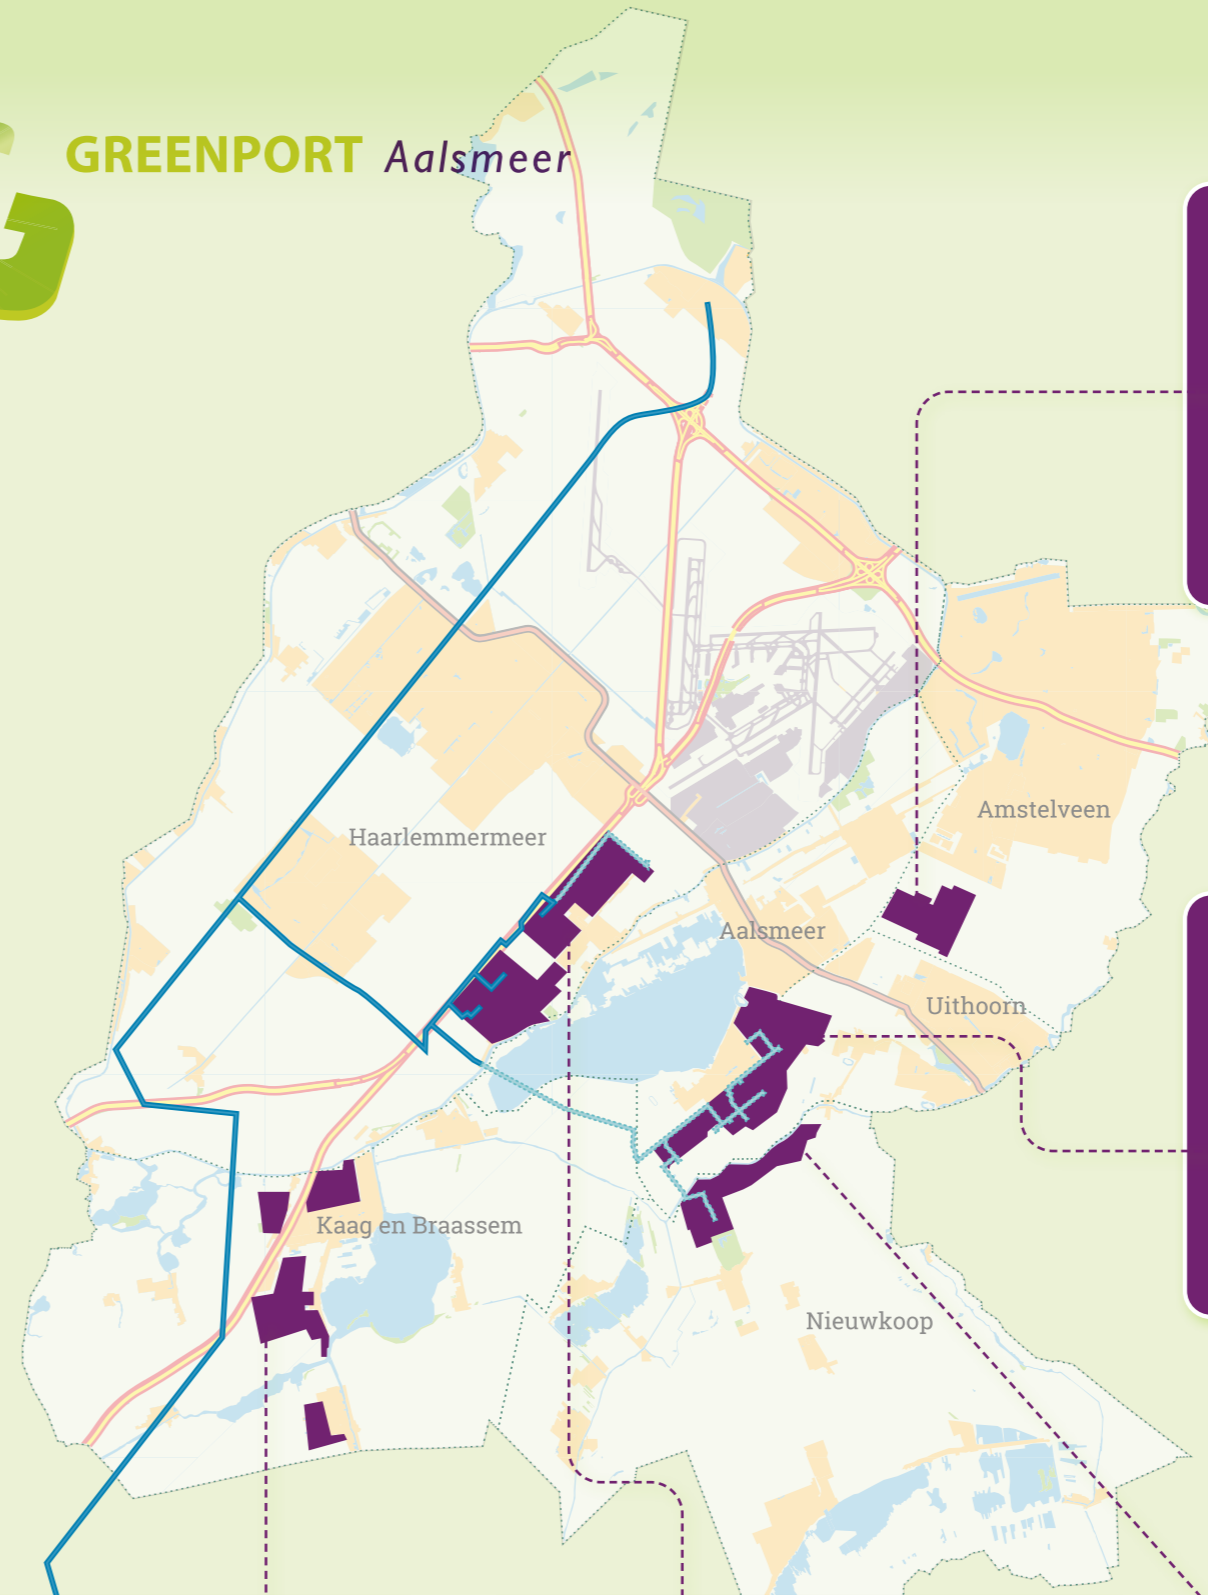 GREENPORT Aalsmeer
Haarlemmermeer
Amstelveen
Aalsmeer
Uithoorn
Kaag en Braassem
Nieuwkoop